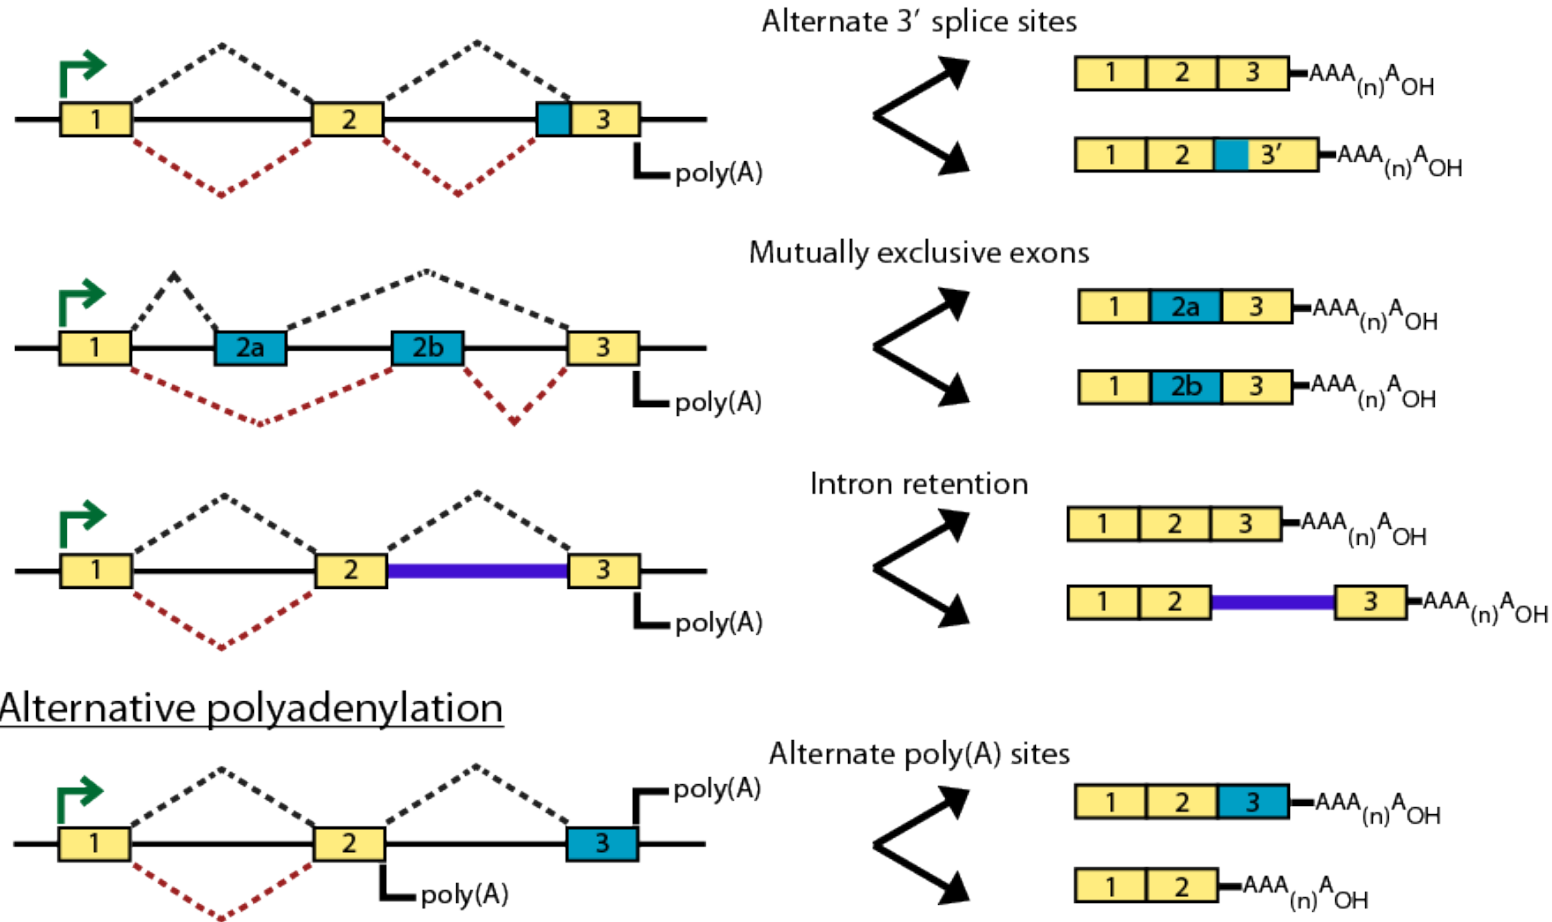 Alternate 3′ splice sites
1 2 3
poly(A)
1 2 3 AAA(n)AOH
1 2 3′ AAA(n)AOH
Mutually exclusive exons
1 2a 2b 3
poly(A)
1 2a 3 AAA(n)AOH
1 2b 3 AAA(n)AOH
Intron retention
1 2 3
poly(A)
1 2 3 AAA(n)AOH
1 2 3 AAA(n)AOH
Alternative polyadenylation
Alternate poly(A) sites
poly(A)
1 2 3
poly(A)
1 2 3 AAA(n)AOH
1 2 AAA(n)AOH